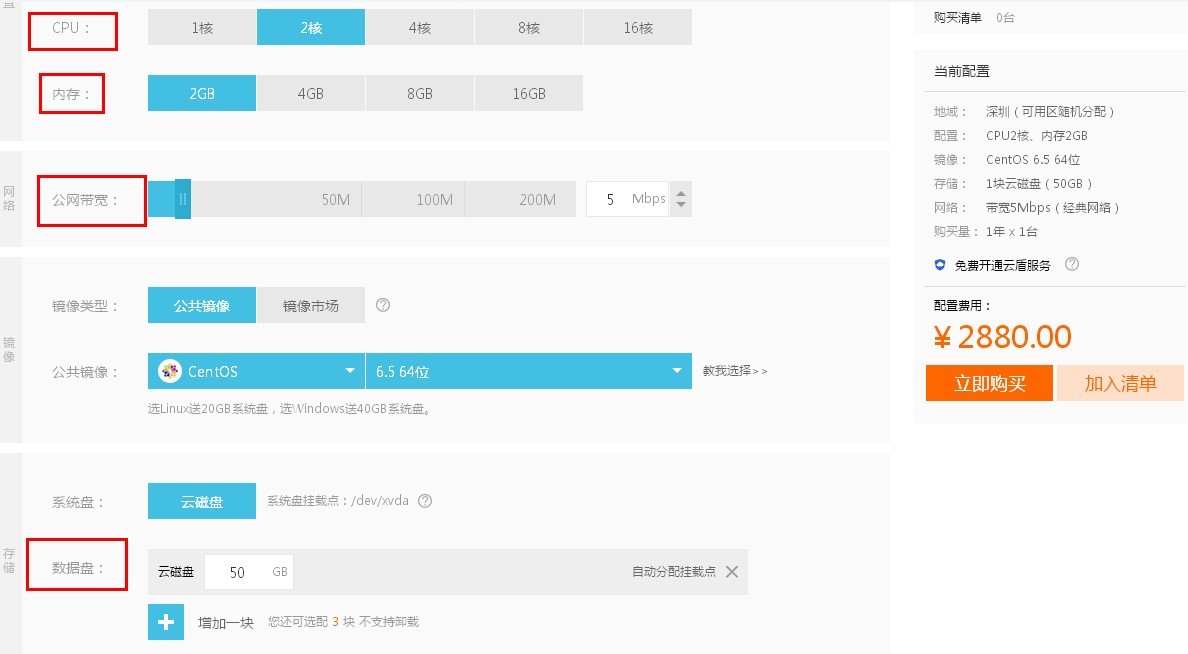 置
CPU：
1核 2核 4核 8核 16核
内存：
2GB 4GB 8GB 16GB
网络
公网带宽：
50M 100M 200M 5 Mbps
镜像
镜像类型：
公共镜像 镜像市场 ?
公共镜像：
CentOS 6.5 64位 教我选择>>
选Linux送20GB系统盘，选Windows送40GB系统盘。
存储
系统盘：
云磁盘 系统盘挂载点：/dev/xvda ?
数据盘：
云磁盘 50 GB 自动分配挂载点
增加一块 您还可选配 3 块 不支持卸载
购买清单 0台
当前配置
地域： 深圳（可用区随机分配）
配置： CPU2核、内存2GB
镜像： CentOS 6.5 64位
存储： 1块云磁盘（50GB）
网络： 带宽5Mbps（经典网络）
购买量： 1年 x 1台
免费开通云盾服务 ?
配置费用：
¥ 2880.00
立即购买 加入清单